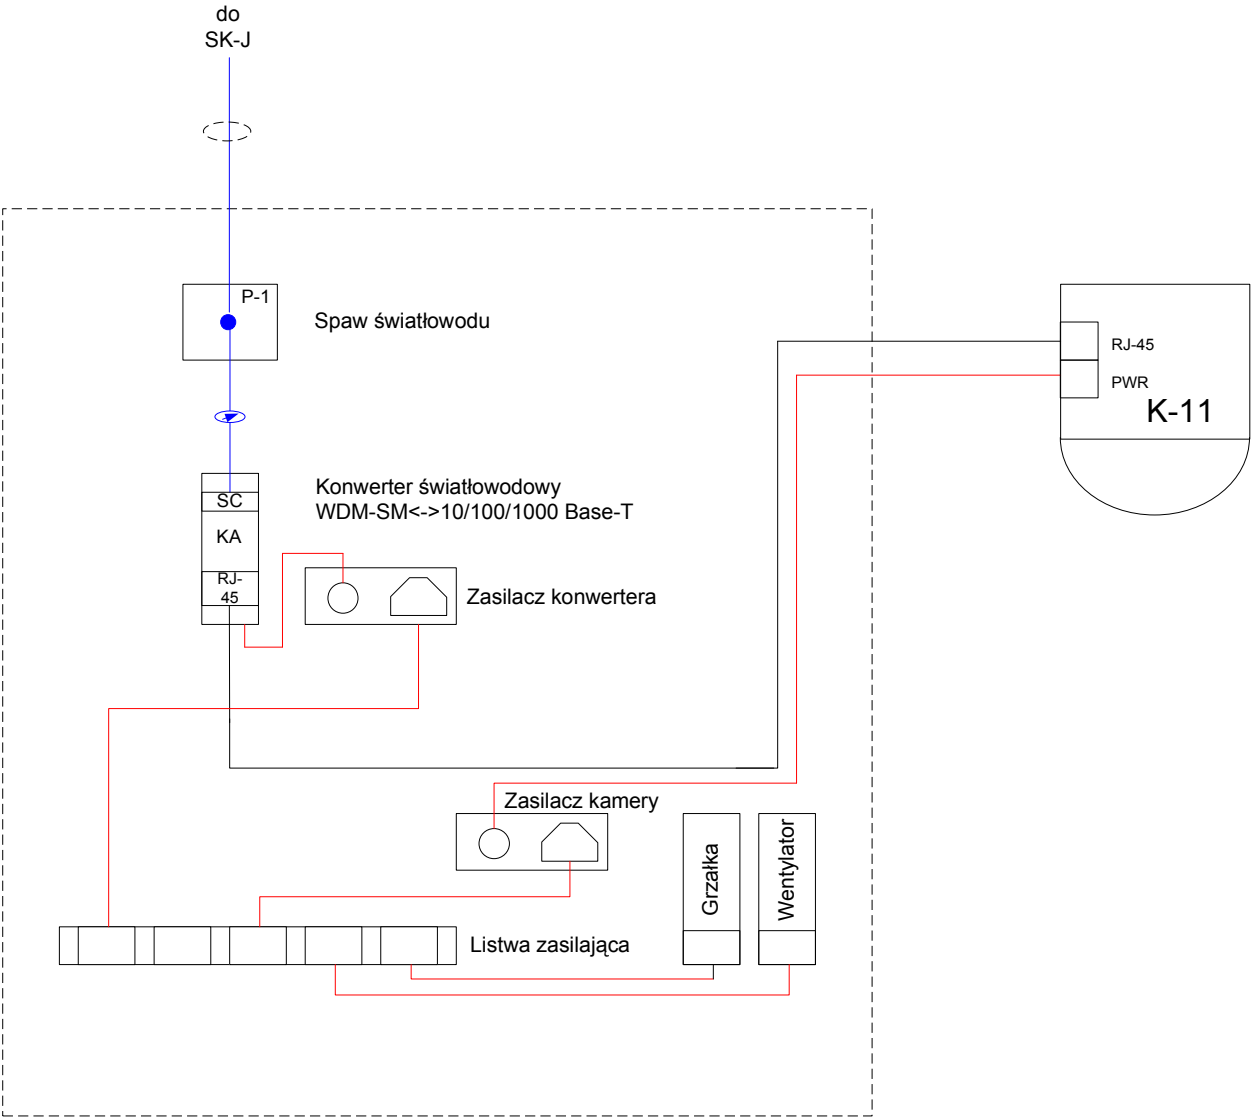 do
SK-J
P-1
Spaw światłowodu
RJ-45
PWR
K-11
SC
KA
RJ-
45
Konwerter światłowodowy
WDM-SM<->10/100/1000 Base-T
Zasilacz konwertera
Zasilacz kamery
Grzałka
Wentylator
Listwa zasilająca